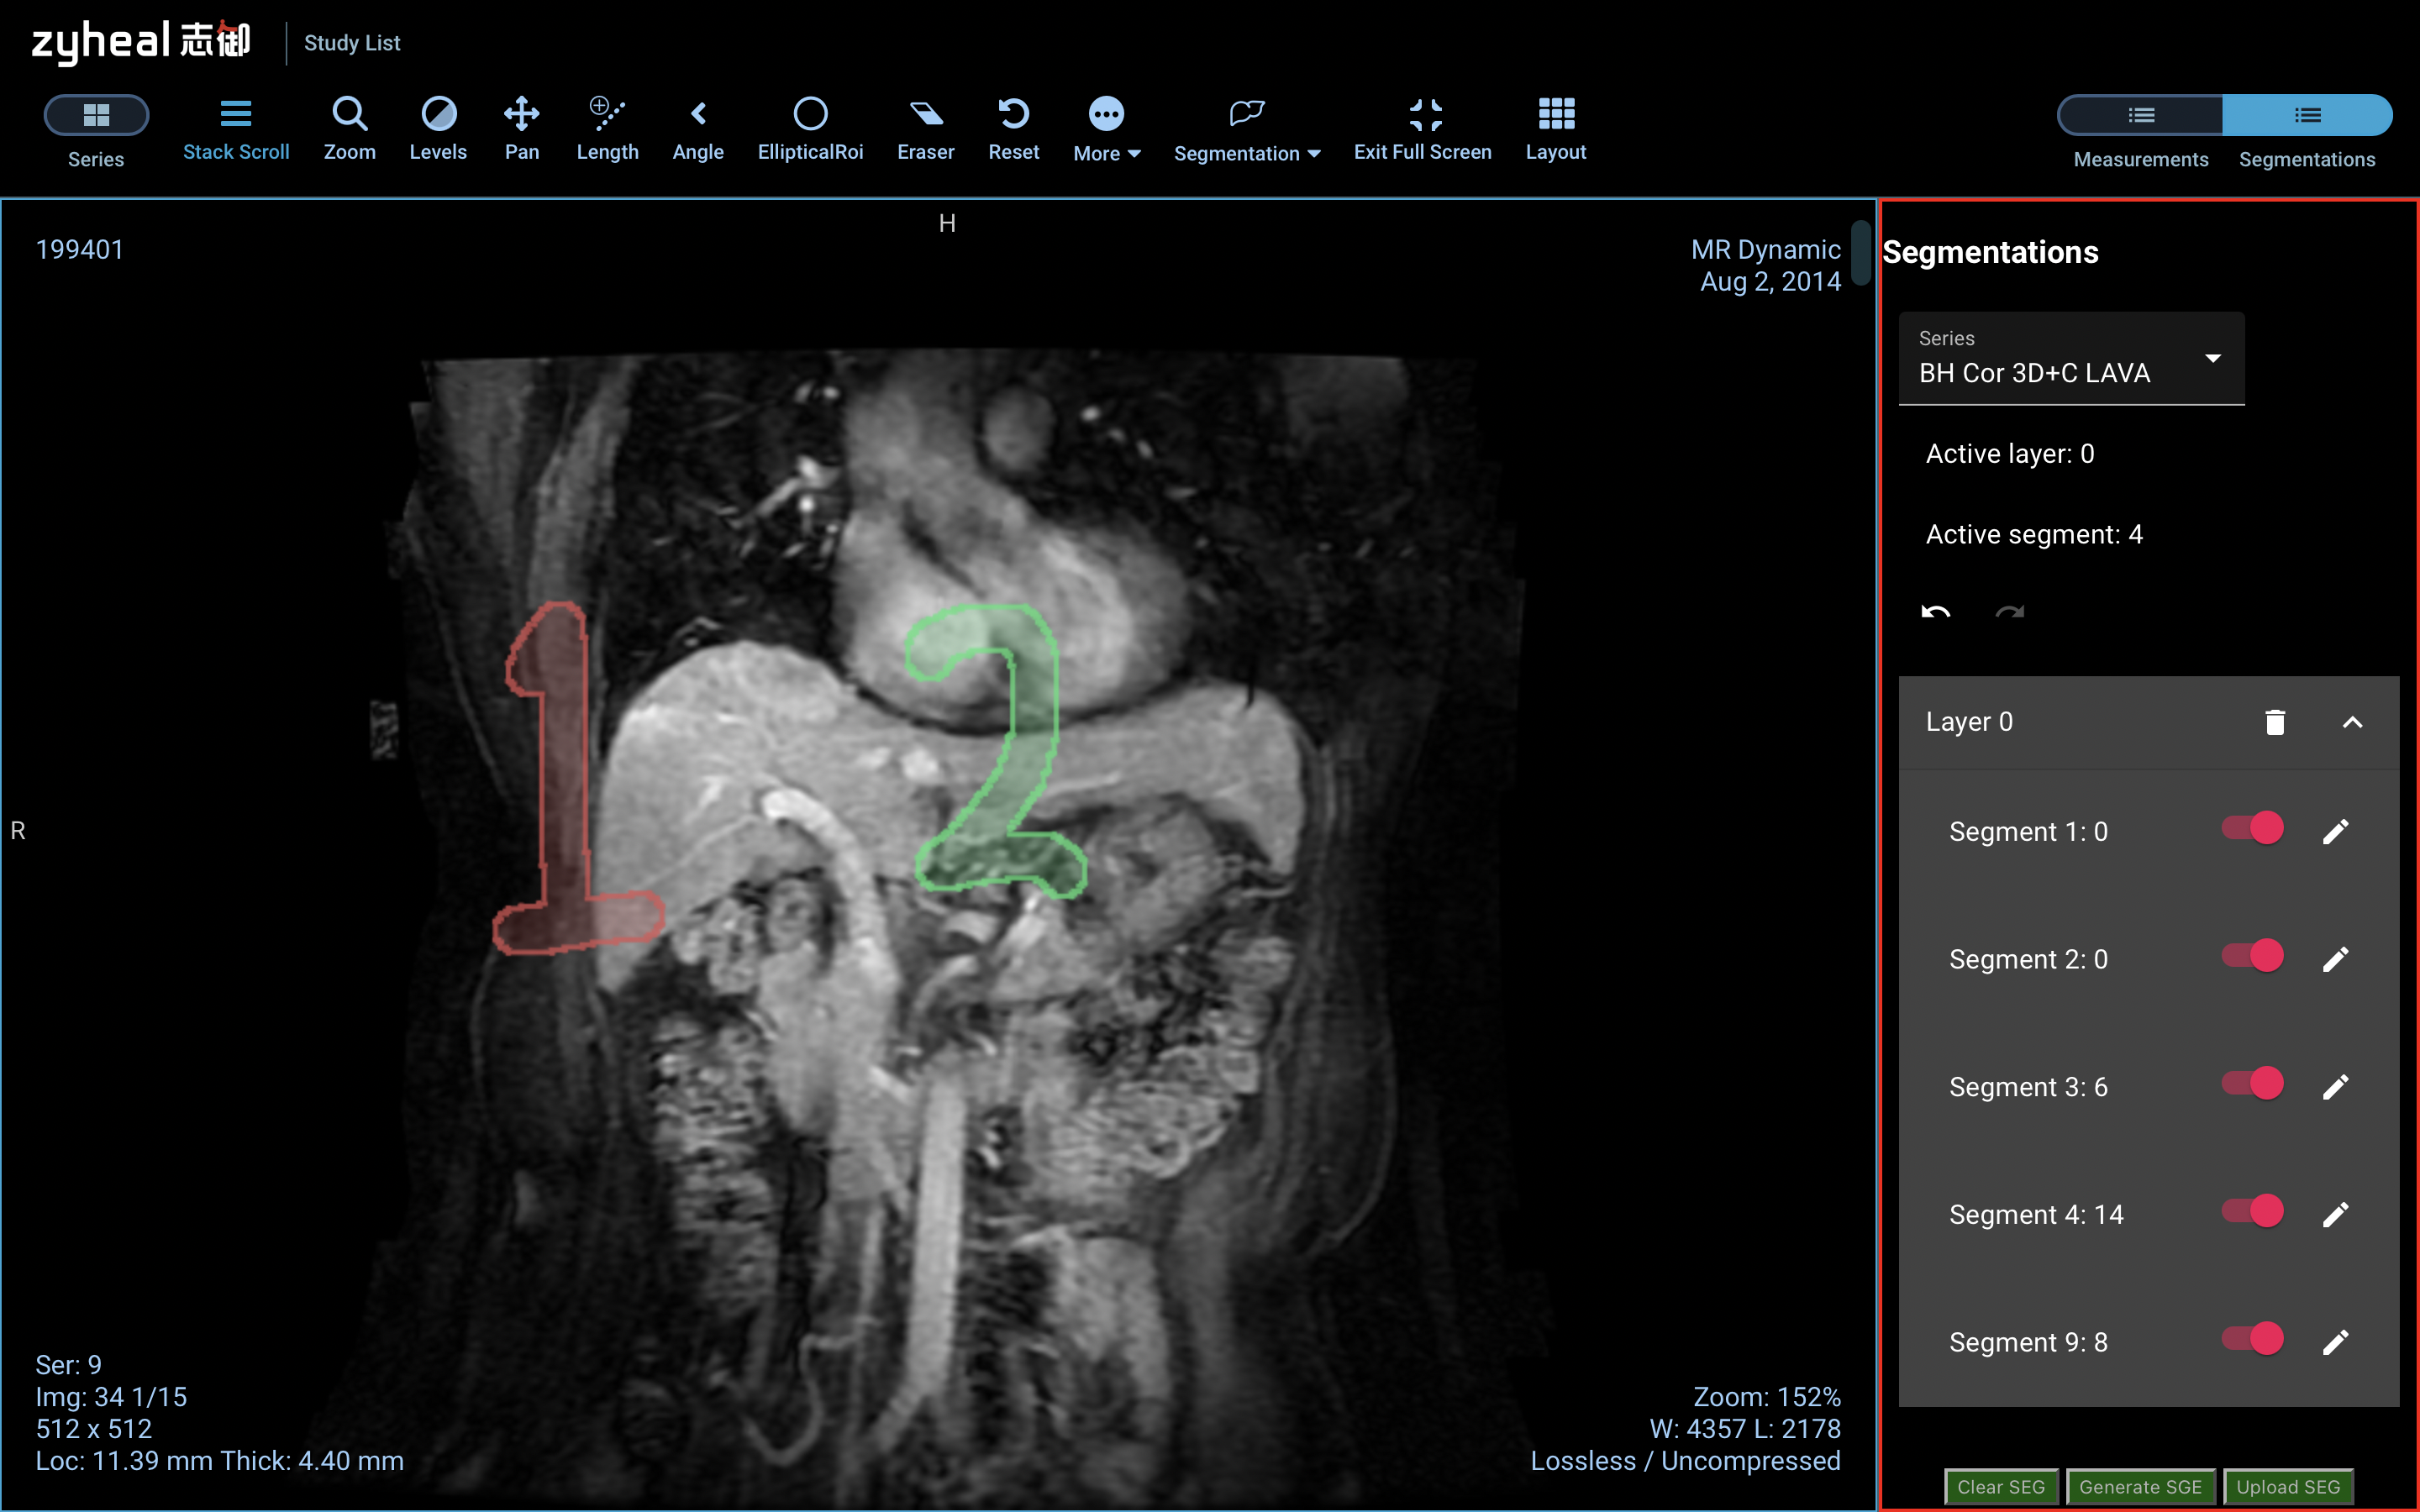 zyheal 志御
Study List
Series
Stack Scroll
Zoom
Levels
Pan
Length
Angle
EllipticalRoi
Eraser
Reset
More
Segmentation
Exit Full Screen
Layout
Measurements
Segmentations
H
199401
MR Dynamic
Aug 2, 2014
R
1
2
Ser: 9
Img: 34 1/15
512 x 512
Loc: 11.39 mm Thick: 4.40 mm
Zoom: 152%
W: 4357 L: 2178
Lossless / Uncompressed
Segmentations
Series
BH Cor 3D+C LAVA
Active layer: 0
Active segment: 4
Layer 0
Segment 1: 0
Segment 2: 0
Segment 3: 6
Segment 4: 14
Segment 9: 8
Clear SEG
Generate SGE
Upload SEG